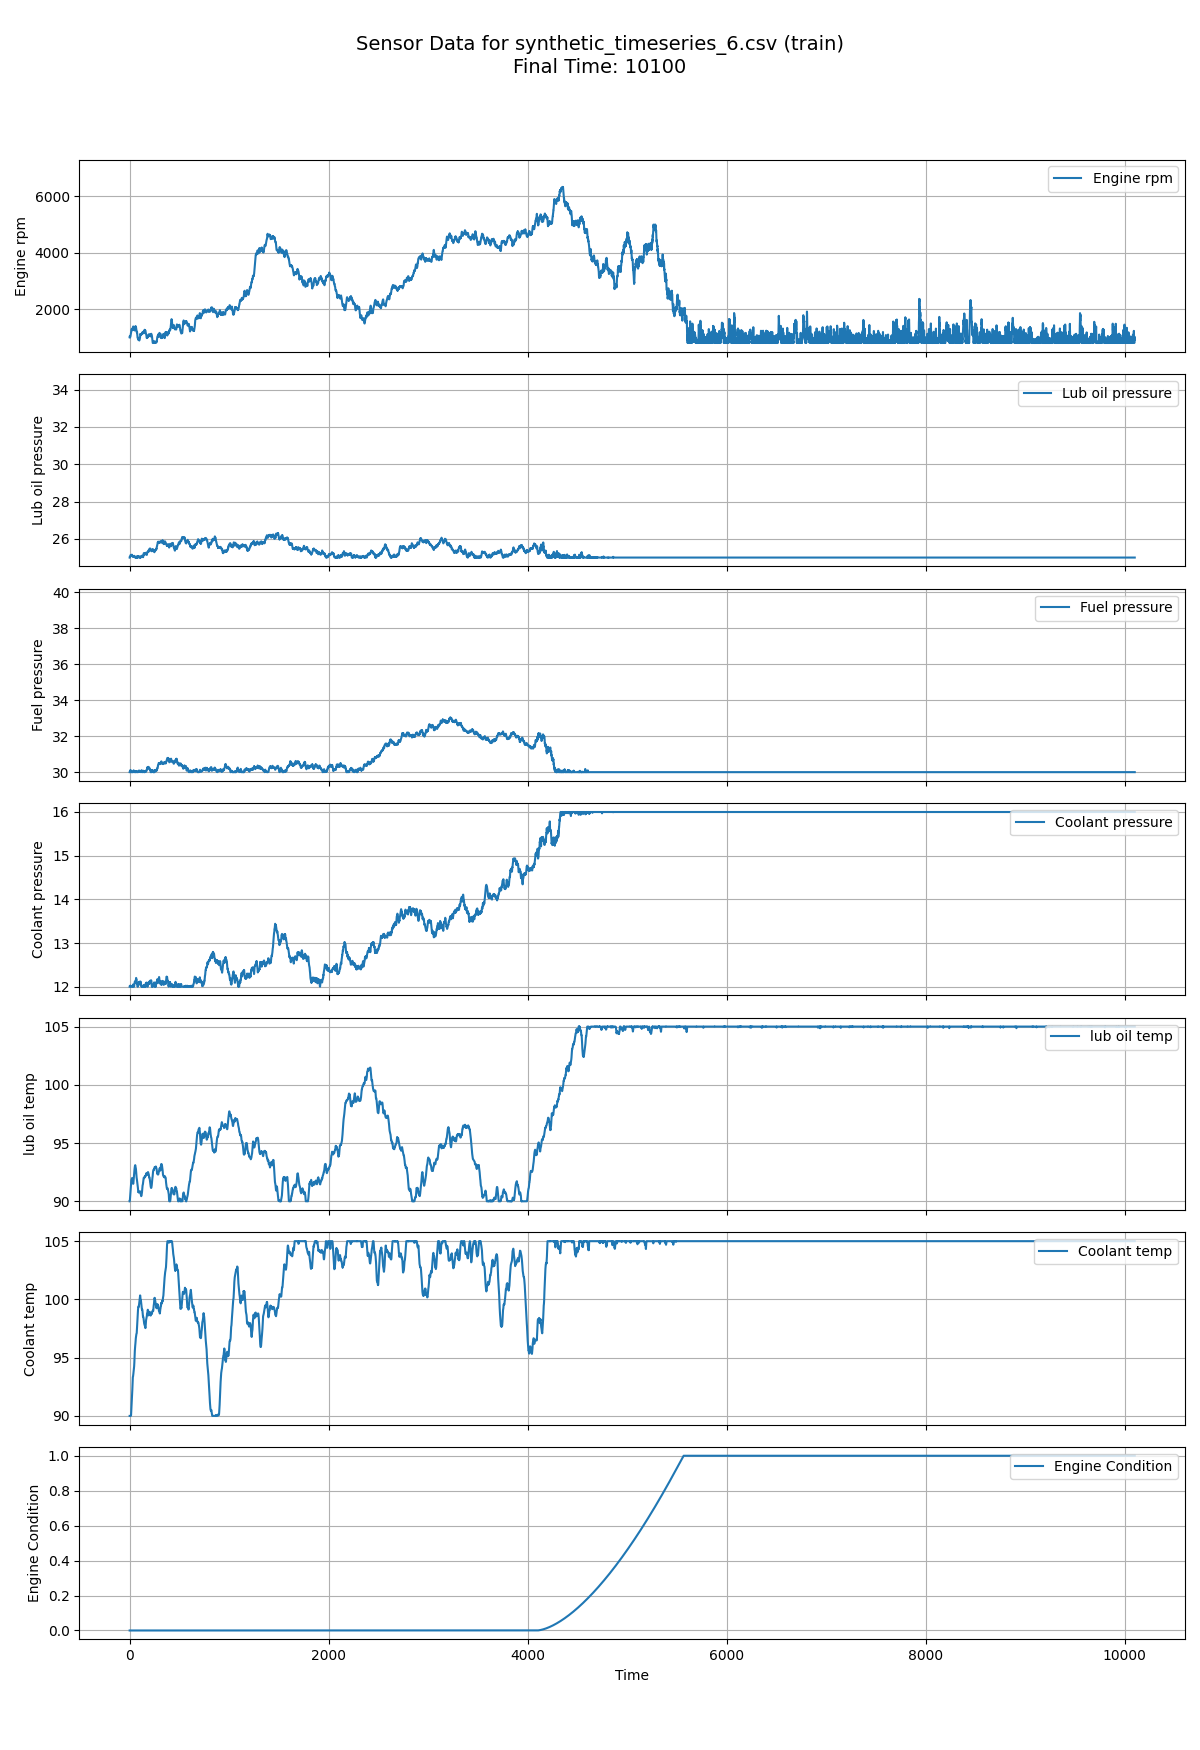 Sensor Data for synthetic_timeseries_6.csv (train)
Final Time: 10100
Engine rpm
6000
4000
2000
Engine rpm
Lub oil pressure
34
32
30
28
26
Lub oil pressure
Fuel pressure
40
38
36
34
32
30
Fuel pressure
Coolant pressure
16
15
14
13
12
Coolant pressure
lub oil temp
105
100
95
90
lub oil temp
Coolant temp
105
100
95
90
Coolant temp
Engine Condition
1.0
0.8
0.6
0.4
0.2
0.0
Engine Condition
0 2000 4000 6000 8000 10000
Time